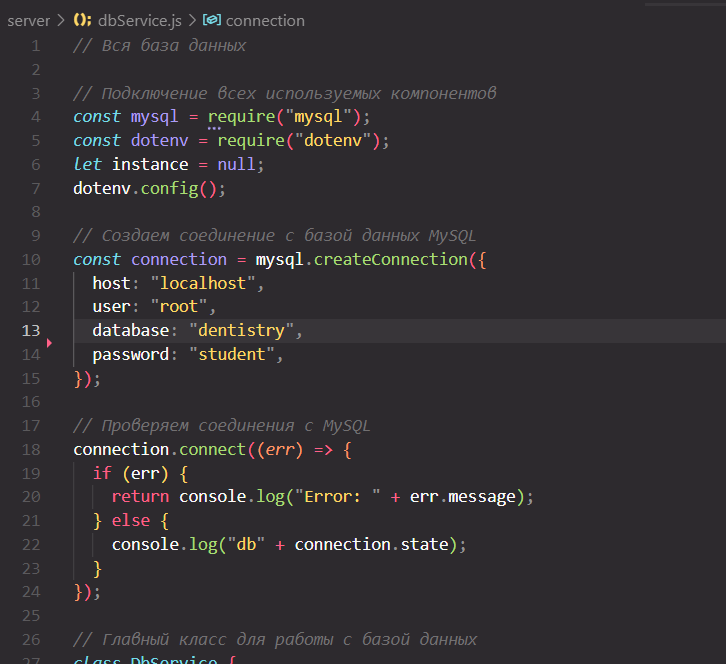 server > dbService.js > connection
1 // Вся база данных
2
3 // Подключение всех используемых компонентов
4 const mysql = require("mysql");
5 const dotenv = require("dotenv");
6 let instance = null;
7 dotenv.config();
8
9 // Создаем соединение с базой данных MySQL
10 const connection = mysql.createConnection({
11 host: "localhost",
12 user: "root",
13 database: "dentistry",
14 password: "student",
15 });
16
17 // Проверяем соединения с MySQL
18 connection.connect((err) => {
19 if (err) {
20 return console.log("Error: " + err.message);
21 } else {
22 console.log("db" + connection.state);
23 }
24 });
25
26 // Главный класс для работы с базой данных
27 class DbService {